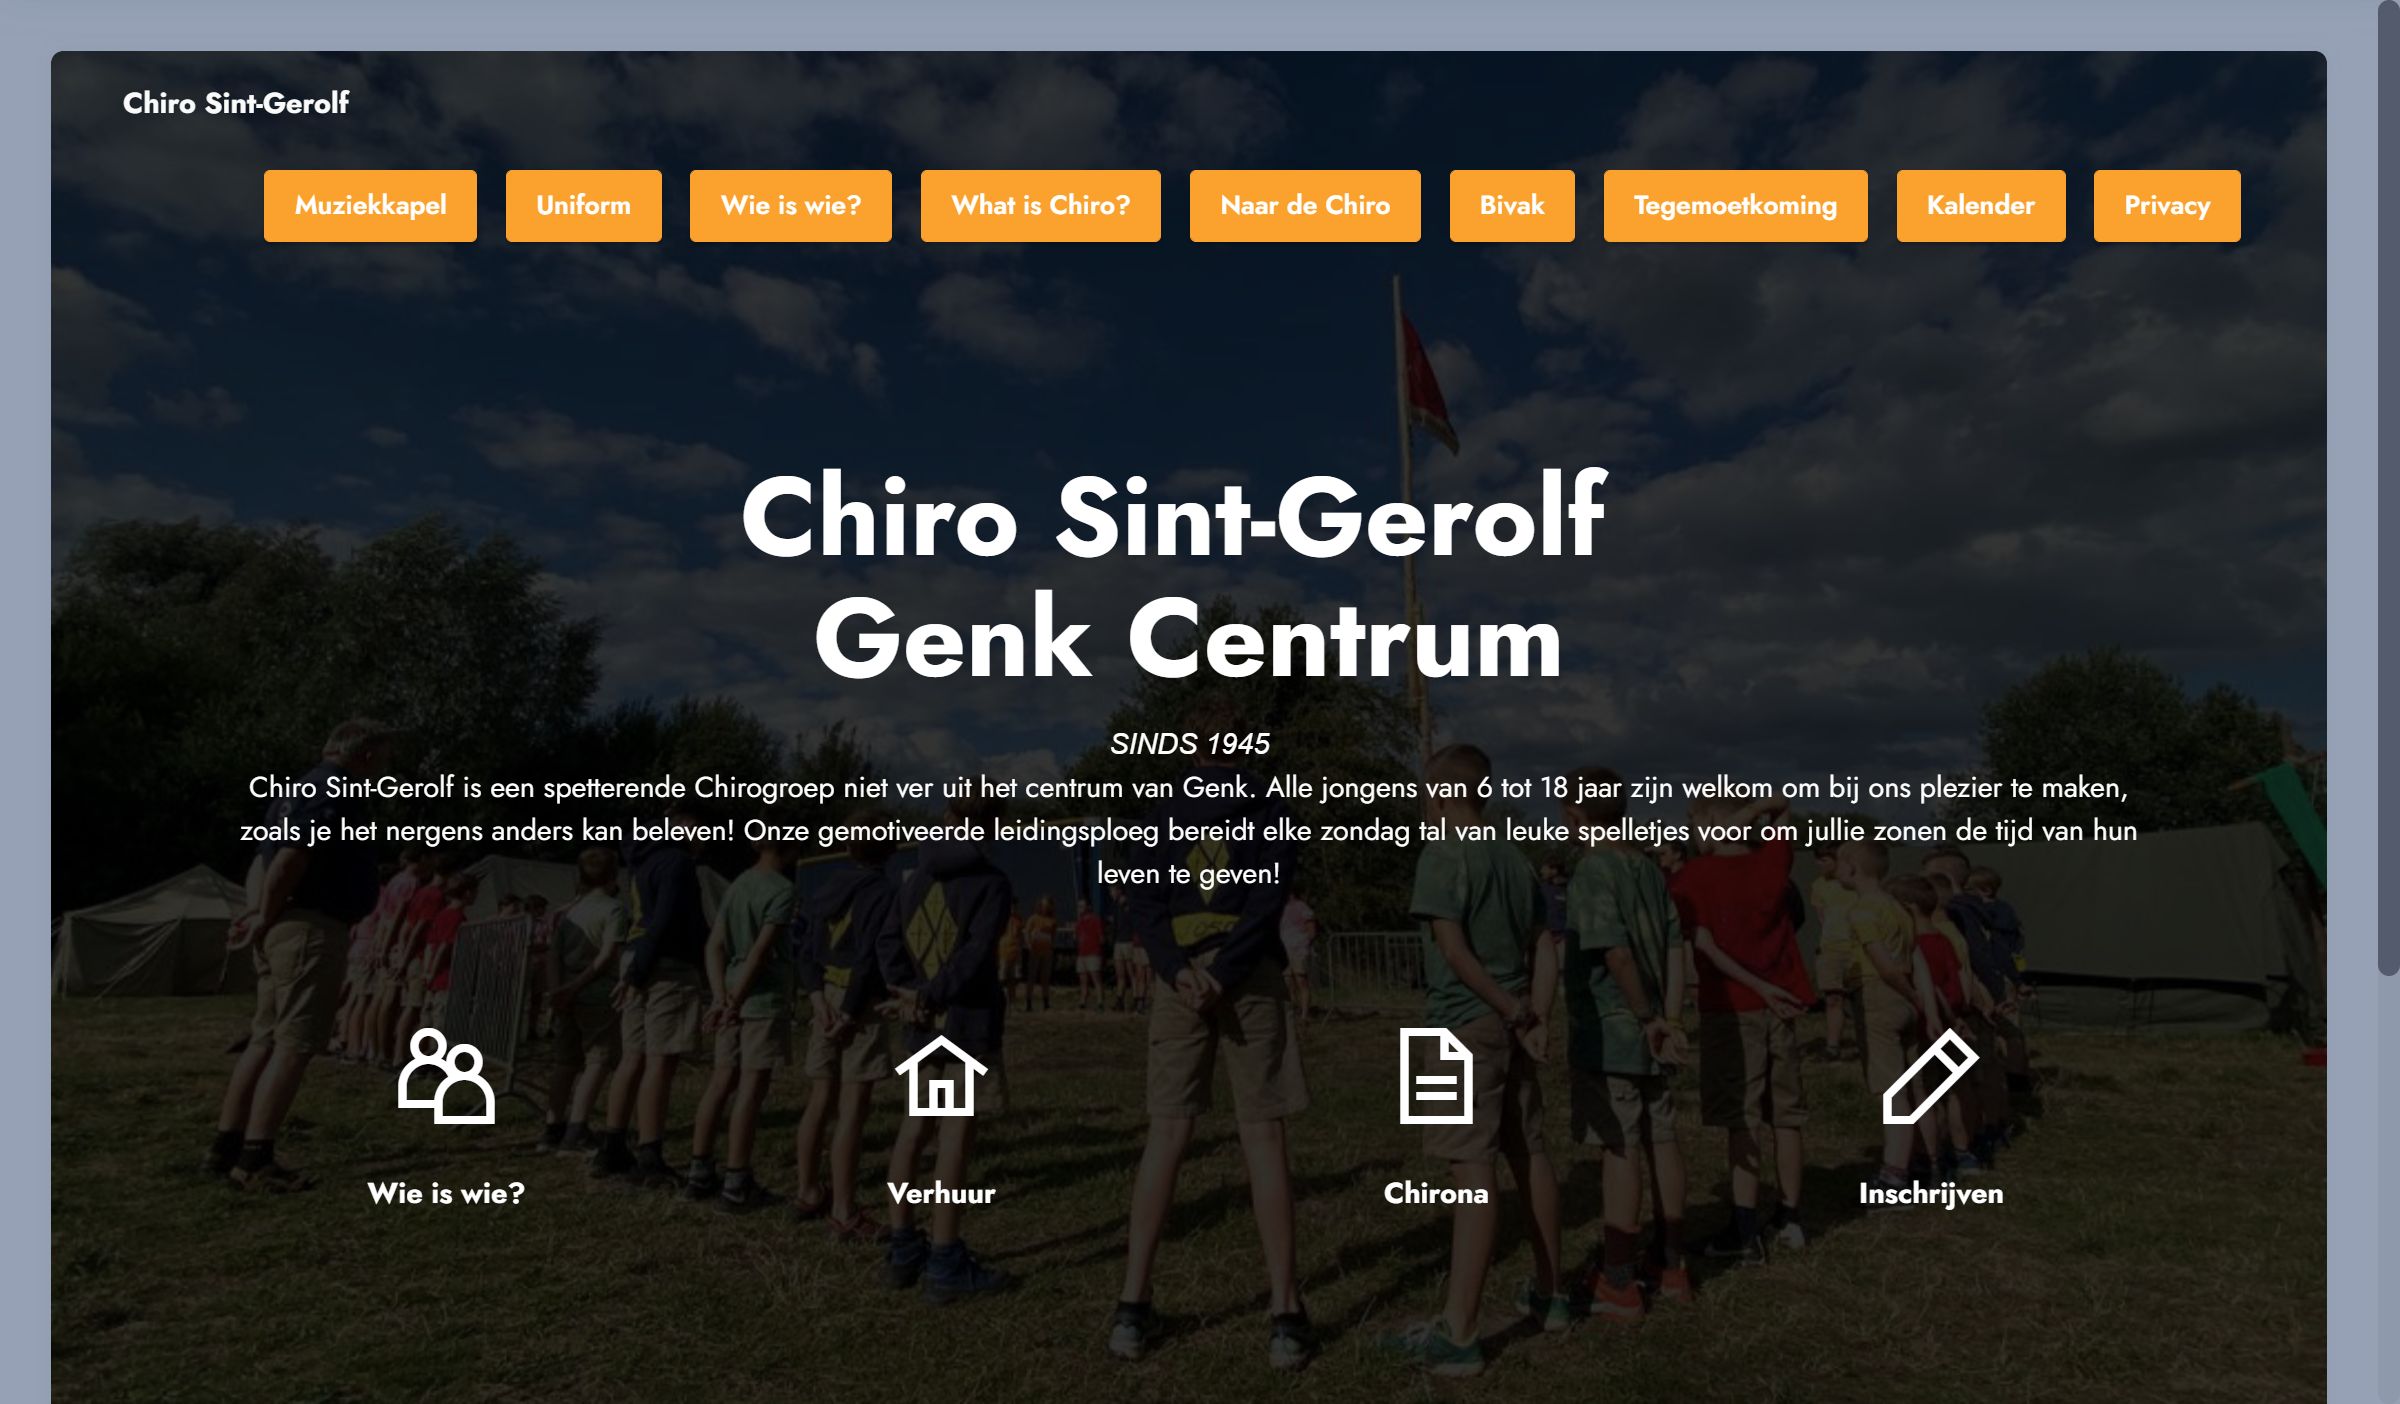 Chiro Sint-Gerolf
Muziekkapel
Uniform
Wie is wie?
What is Chiro?
Naar de Chiro
Bivak
Tegemoetkoming
Kalender
Privacy
Chiro Sint-Gerolf
Genk Centrum
SINDS 1945
Chiro Sint-Gerolf is een spetterende Chirogroep niet ver uit het centrum van Genk. Alle jongens van 6 tot 18 jaar zijn welkom om bij ons plezier te maken,
zoals je het nergens anders kan beleven! Onze gemotiveerde leidingsploeg bereidt elke zondag tal van leuke spelletjes voor om jullie zonen de tijd van hun
leven te geven!
Wie is wie?
Verhuur
Chirona
Inschrijven